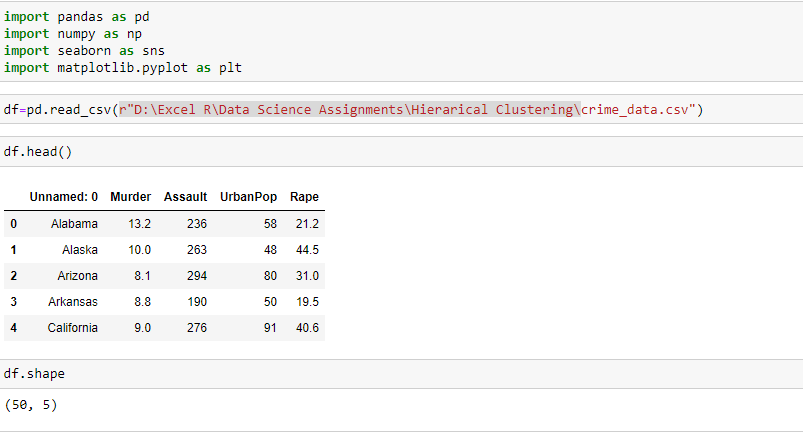 import pandas as pd
import numpy as np
import seaborn as sns
import matplotlib.pyplot as plt
df=pd.read_csv(r"D:\Excel R\Data Science Assignments\Hierarical Clustering\crime_data.csv")
df.head()
Unnamed: 0 Murder Assault UrbanPop Rape
0 Alabama 13.2 236 58 21.2
1 Alaska 10.0 263 48 44.5
2 Arizona 8.1 294 80 31.0
3 Arkansas 8.8 190 50 19.5
4 California 9.0 276 91 40.6
df.shape
(50, 5)